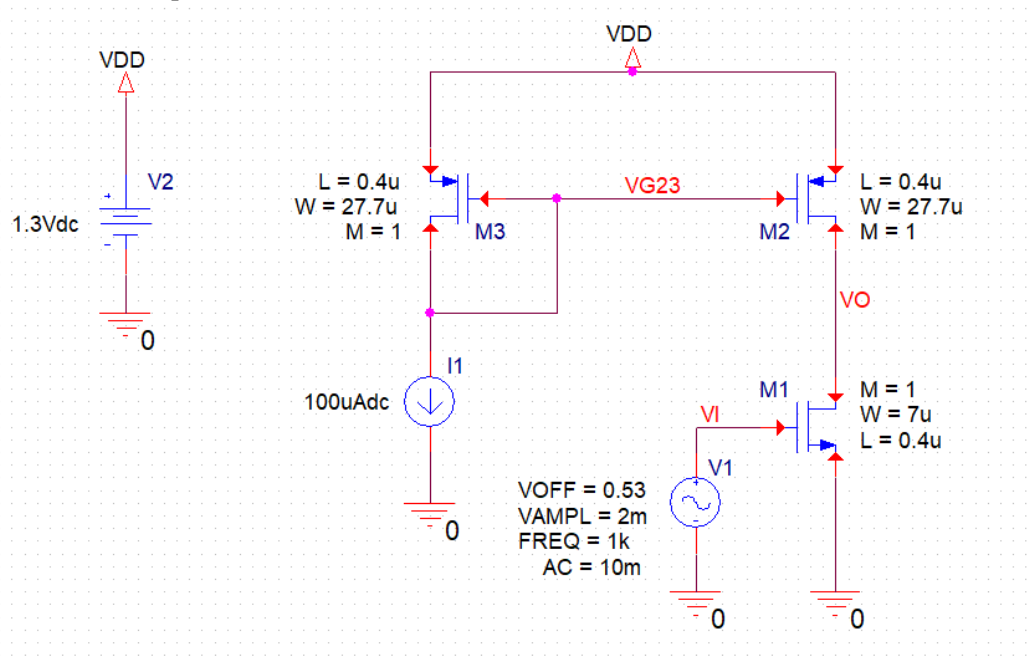 VDD
VDD
V2
1.3Vdc
+
-
0
L = 0.4u
W = 27.7u
M = 1
M3
VG23
L = 0.4u
W = 27.7u
M = 1
M2
VO
I1
100uAdc
0
M1
M = 1
W = 7u
L = 0.4u
VI
V1
+
-
VOFF = 0.53
VAMPL = 2m
FREQ = 1k
AC = 10m
0
0